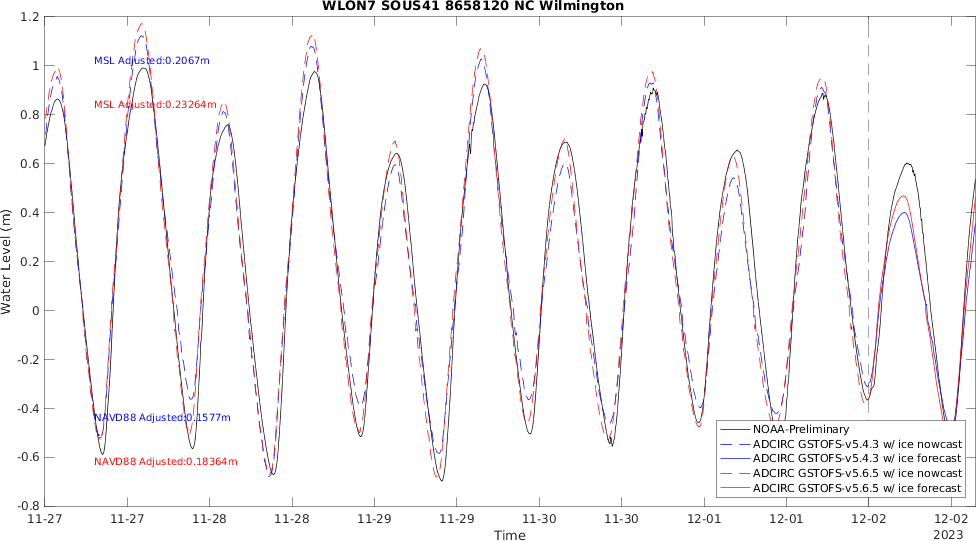 WLON7 SOUS41 8658120 NC Wilmington
1.2
1
0.8
0.6
0.4
0.2
0
-0.2
-0.4
-0.6
-0.8
Water Level (m)
MSL Adjusted:0.2067m
MSL Adjusted:0.23264m
NAVD88 Adjusted:0.1577m
NAVD88 Adjusted:0.18364m
NOAA-Preliminary
ADCIRC GSTOFS-v5.4.3 w/ ice nowcast
ADCIRC GSTOFS-v5.4.3 w/ ice forecast
ADCIRC GSTOFS-v5.6.5 w/ ice nowcast
ADCIRC GSTOFS-v5.6.5 w/ ice forecast
11-27 11-27 11-28 11-28 11-29 11-29 11-30 11-30 12-01 12-01 12-02 12-02
Time
2023